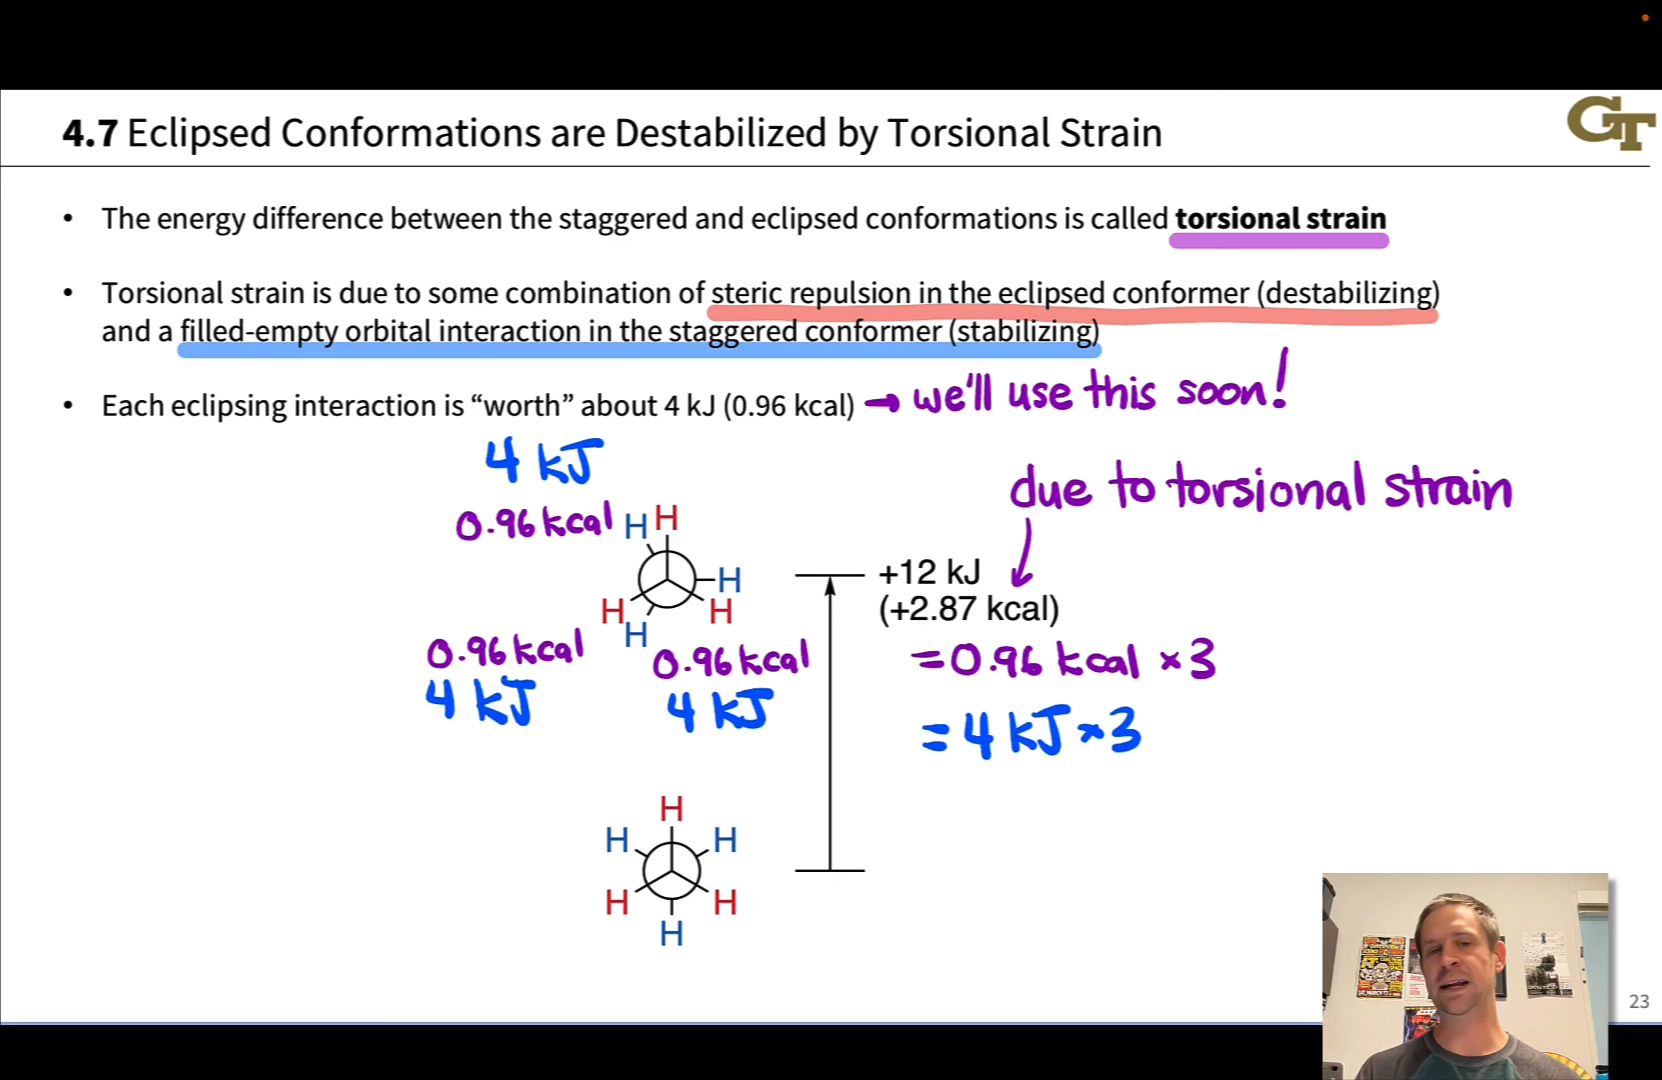 4.7 Eclipsed Conformations are Destabilized by Torsional Strain
GT
• The energy difference between the staggered and eclipsed conformations is called torsional strain
• Torsional strain is due to some combination of steric repulsion in the eclipsed conformer (destabilizing)
and a filled-empty orbital interaction in the staggered conformer (stabilizing)
• Each eclipsing interaction is “worth” about 4 kJ (0.96 kcal) → we'll use this soon!
4 kJ
0.96 kcal
H H
H
H H
H
0.96 kcal
4 kJ
0.96 kcal
4 kJ
due to torsional strain
+12 kJ
(+2.87 kcal)
= 0.96 kcal × 3
= 4 kJ × 3
H
H H
H H
H
23